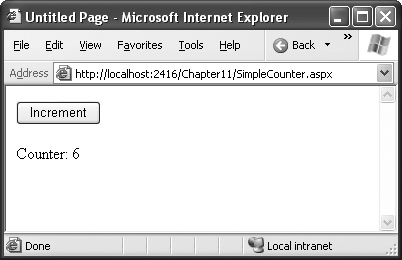 Untitled Page - Microsoft Internet Explorer
File Edit View Favorites Tools Help Back »
Address http://localhost:2416/Chapter11/SimpleCounter.aspx
Increment
Counter: 6
Done Local intranet